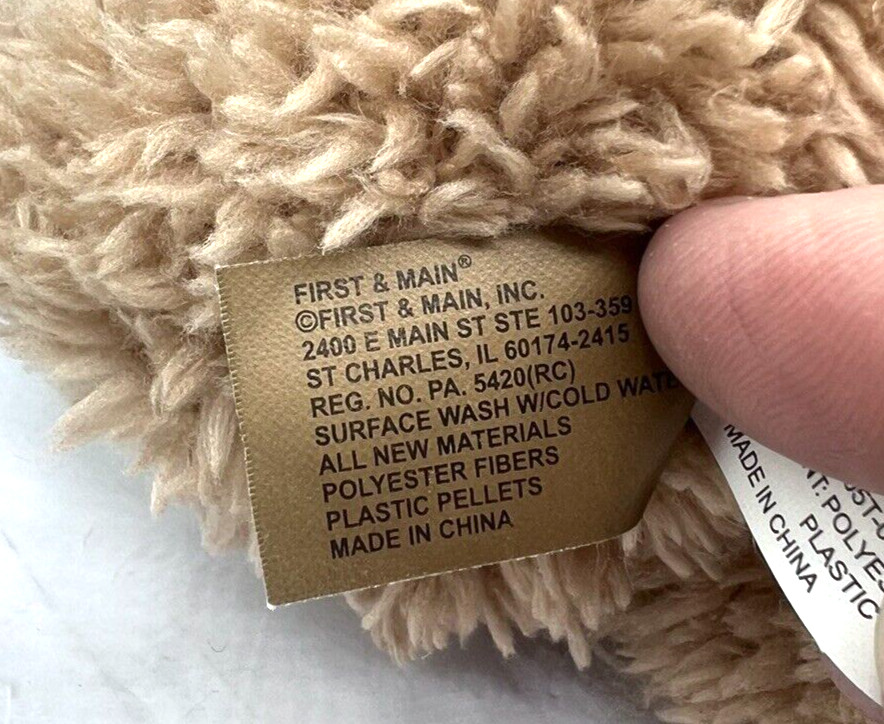 FIRST & MAIN®
©FIRST & MAIN, INC.
2400 E MAIN ST STE 103-359
ST CHARLES, IL 60174-2415
REG. NO. PA. 5420(RC)
SURFACE WASH W/COLD
ALL NEW MATERIALS
POLYESTER FIBERS
PLASTIC PELLETS
MADE IN CHINA
PLASTIC
MADE IN CHINA